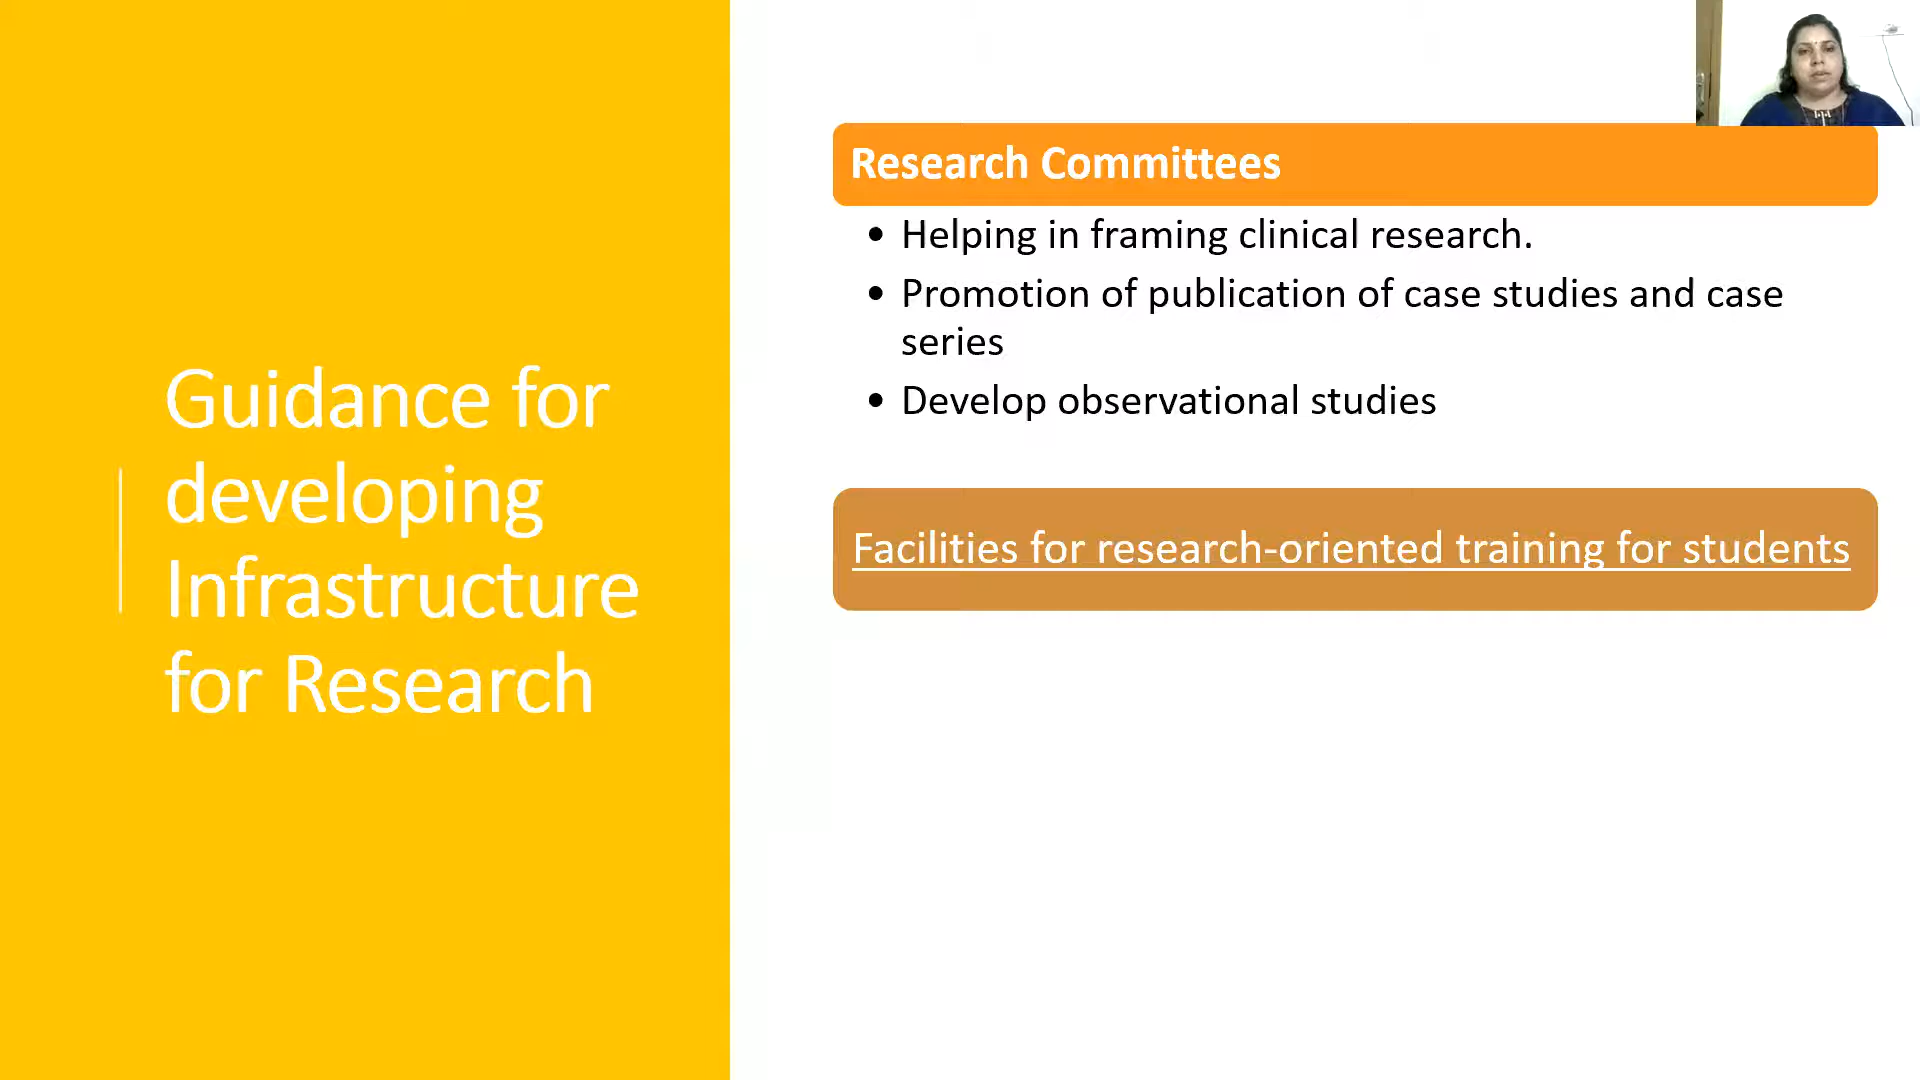 Guidance for
developing
Infrastructure
for Research
Research Committees
• Helping in framing clinical research.
• Promotion of publication of case studies and case
series
• Develop observational studies
Facilities for research-oriented training for students